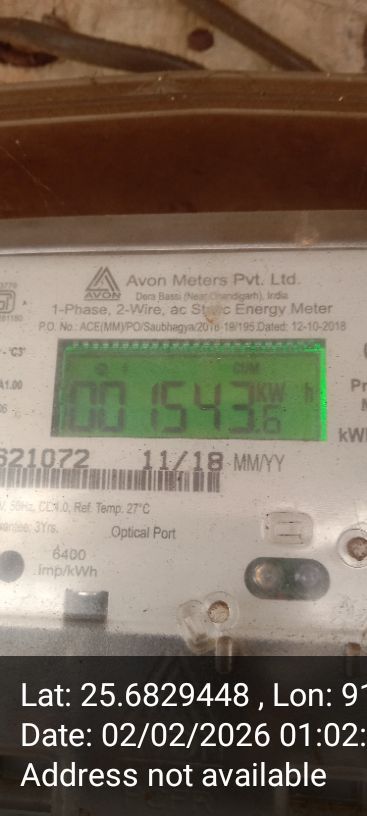 AVON
Avon Meters Pvt. Ltd.
Dera Bassi (Near Chandigarh), India
1-Phase, 2-Wire, ac Static Energy Meter
P.O. No.: ACE(MM)/PO/Saubhagya/2018-19/195.Dated: 12-10-2018
CUM
001543.6 KW h
621072 11/18 MM/YY
50Hz, CL 1.0, Ref. Temp. 27°C
3Yrs.
Optical Port
6400
imp/kWh
Lat: 25.6829448 , Lon: 91
Date: 02/02/2026 01:02:
Address not available